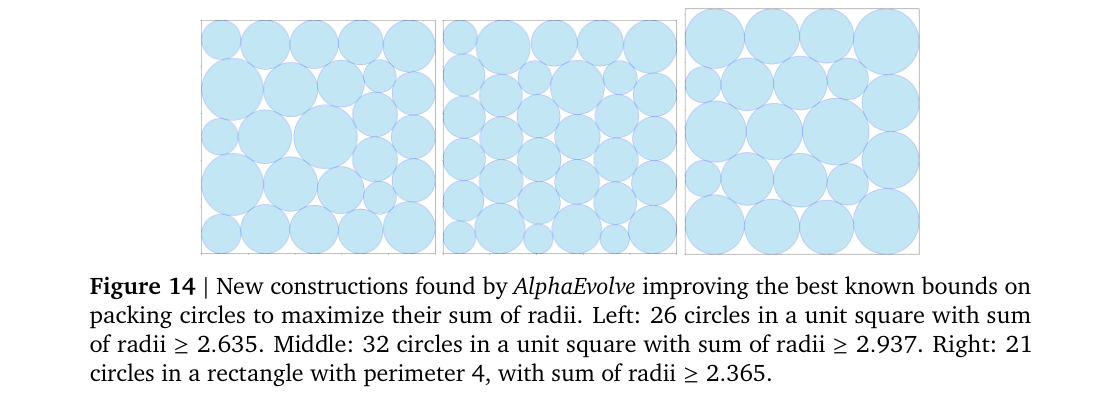 Figure 14 | New constructions found by AlphaEvolve improving the best known bounds on
packing circles to maximize their sum of radii. Left: 26 circles in a unit square with sum
of radii ≥ 2.635. Middle: 32 circles in a unit square with sum of radii ≥ 2.937. Right: 21
circles in a rectangle with perimeter 4, with sum of radii ≥ 2.365.